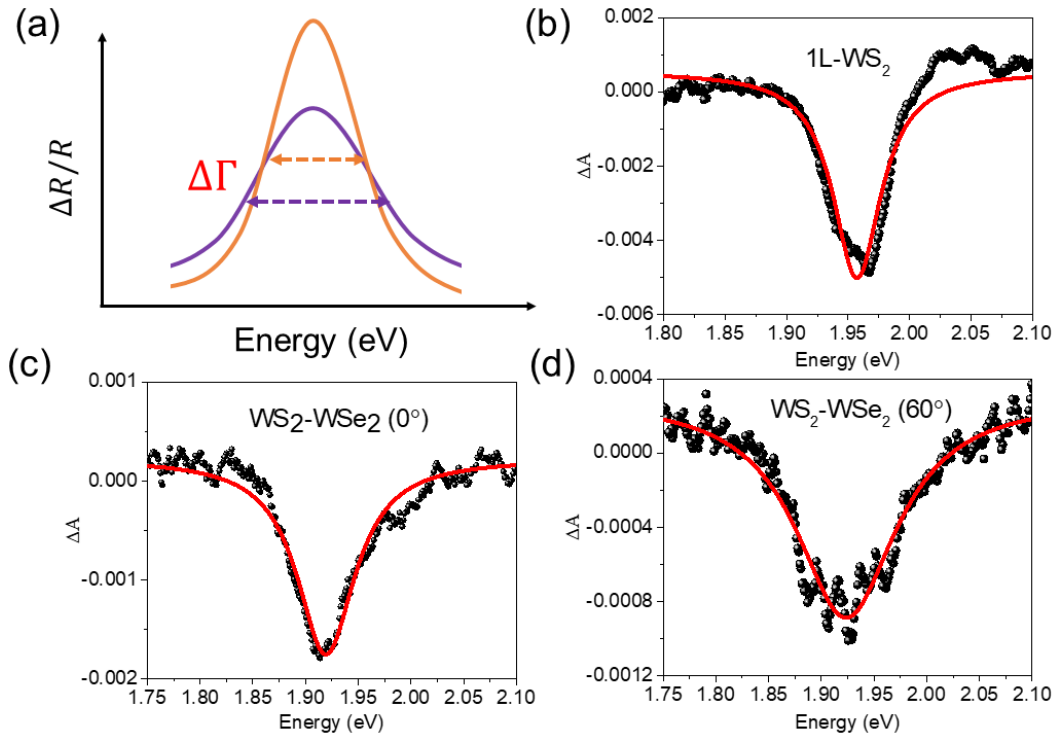 (a)
ΔR/R
ΔΓ
Energy (eV)
(b)
0.002
0.000
-0.002
-0.004
-0.006
ΔA
1L-WS₂
1.80 1.85 1.90 1.95 2.00 2.05 2.10
Energy (eV)
(c)
0.001
0.000
-0.001
-0.002
ΔA
WS₂-WSe₂ (0°)
1.75 1.80 1.85 1.90 1.95 2.00 2.05 2.10
Energy (eV)
(d)
0.0004
0.0000
-0.0004
-0.0008
-0.0012
ΔA
WS₂-WSe₂ (60°)
1.75 1.80 1.85 1.90 1.95 2.00 2.05 2.10
Energy (eV)